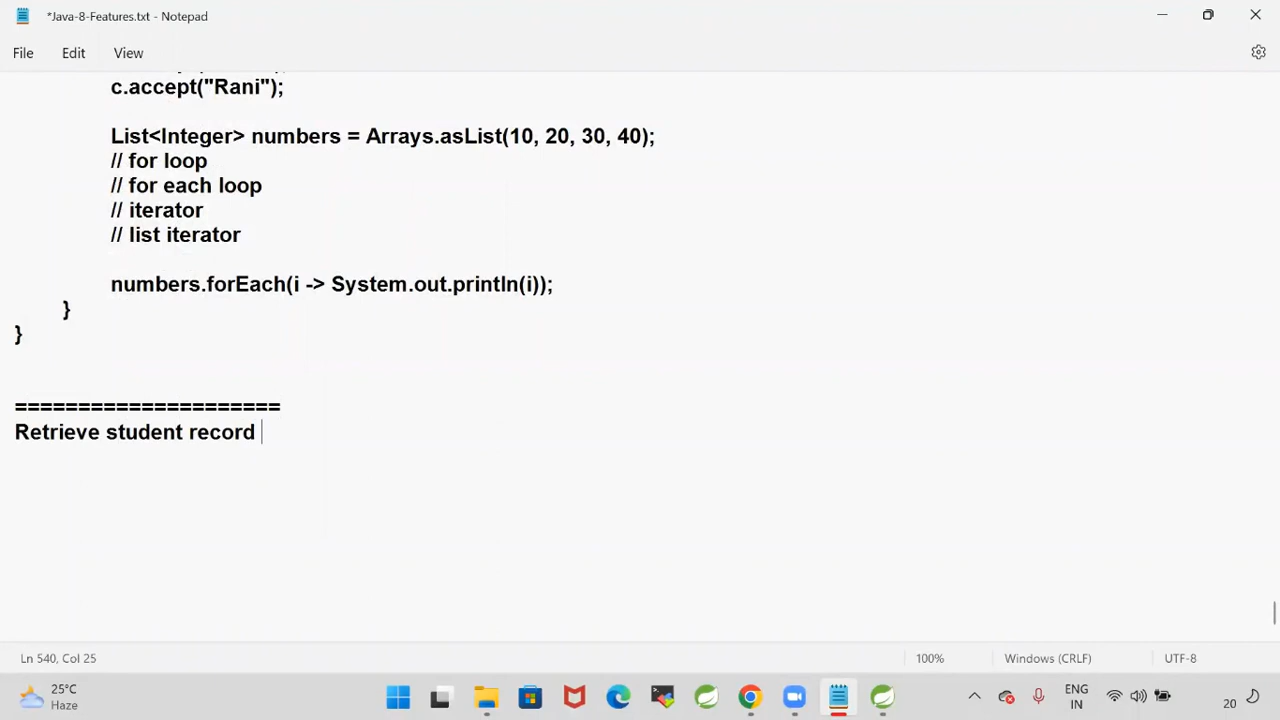 *Java-8-Features.txt - Notepad
File Edit View
c.accept("Rani");
List<Integer> numbers = Arrays.asList(10, 20, 30, 40);
// for loop
// for each loop
// iterator
// list iterator
numbers.forEach(i -> System.out.println(i));
}
}
=====================
Retrieve student record
Ln 540, Col 25 100% Windows (CRLF) UTF-8
25°C
Haze
ENG
IN
20